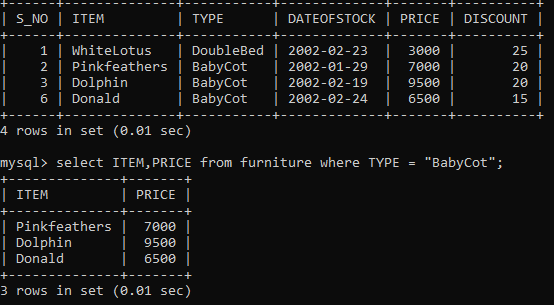 +------+--------------+-----------+-------------+-------+----------+
| S_NO | ITEM         | TYPE      | DATEOFSTOCK | PRICE | DISCOUNT |
+------+--------------+-----------+-------------+-------+----------+
|    1 | WhiteLotus   | DoubleBed | 2002-02-23  |  3000 |       25 |
|    2 | Pinkfeathers | BabyCot   | 2002-01-29  |  7000 |       20 |
|    3 | Dolphin      | BabyCot   | 2002-02-19  |  9500 |       20 |
|    6 | Donald       | BabyCot   | 2002-02-24  |  6500 |       15 |
+------+--------------+-----------+-------------+-------+----------+
4 rows in set (0.01 sec)
mysql> select ITEM,PRICE from furniture where TYPE = "BabyCot";
+--------------+-------+
| ITEM         | PRICE |
+--------------+-------+
| Pinkfeathers |  7000 |
| Dolphin      |  9500 |
| Donald       |  6500 |
+--------------+-------+
3 rows in set (0.01 sec)